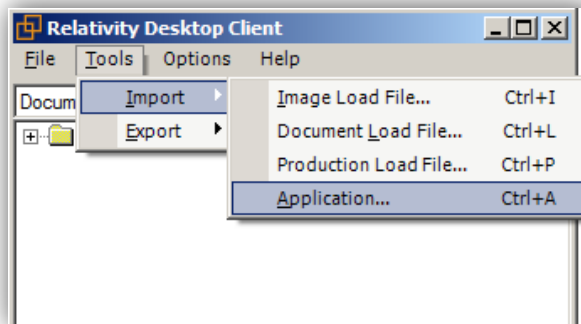 Relativity Desktop Client
File Tools Options Help
Docum
Import
Export
Image Load File... Ctrl+I
Document Load File... Ctrl+L
Production Load File... Ctrl+P
Application... Ctrl+A